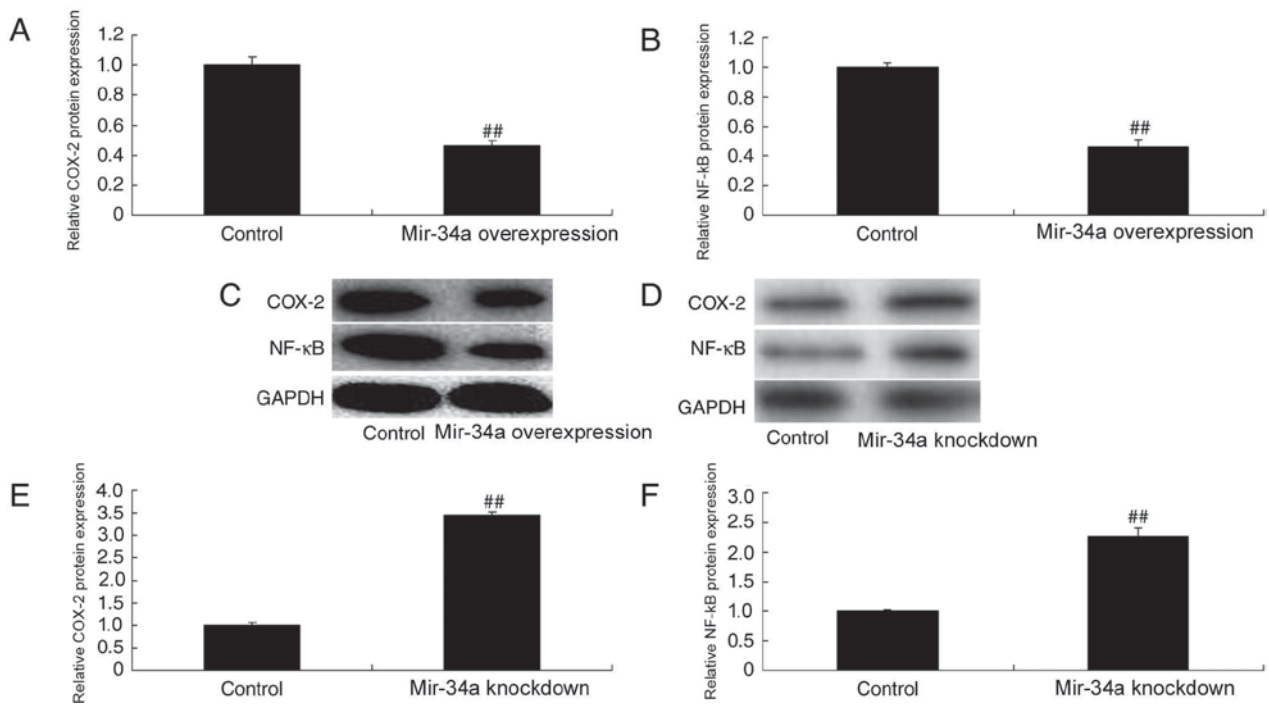 A
Relative COX-2 protein expression
1.2
1.0
0.8
0.6
0.4
0.2
0
##
Control
Mir-34a overexpression
B
Relative NF-kB protein expression
1.2
1.0
0.8
0.6
0.4
0.2
0
##
Control
Mir-34a overexpression
C
COX-2
NF-κB
GAPDH
Control Mir-34a overexpression
D
COX-2
NF-κB
GAPDH
Control Mir-34a knockdown
E
Relative COX-2 protein expression
4.0
3.5
3.0
2.5
2.0
1.5
1.0
0.5
0
##
Control
Mir-34a knockdown
F
Relative NF-kB protein expression
3.0
2.5
2.0
1.5
1.0
0.5
0
##
Control
Mir-34a knockdown